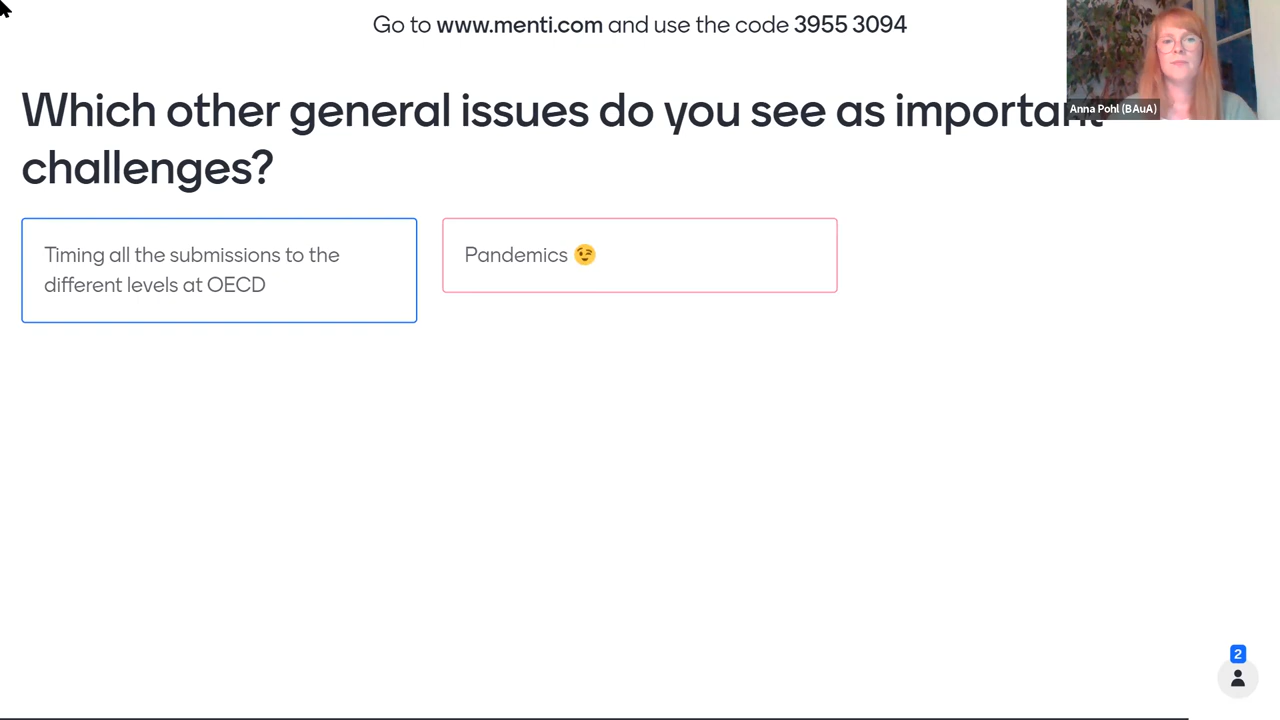 Go to www.menti.com and use the code 3955 3094
Which other general issues do you see as important
challenges?
Anna Pohl (BAuA)
Timing all the submissions to the
different levels at OECD
Pandemics 😉
2